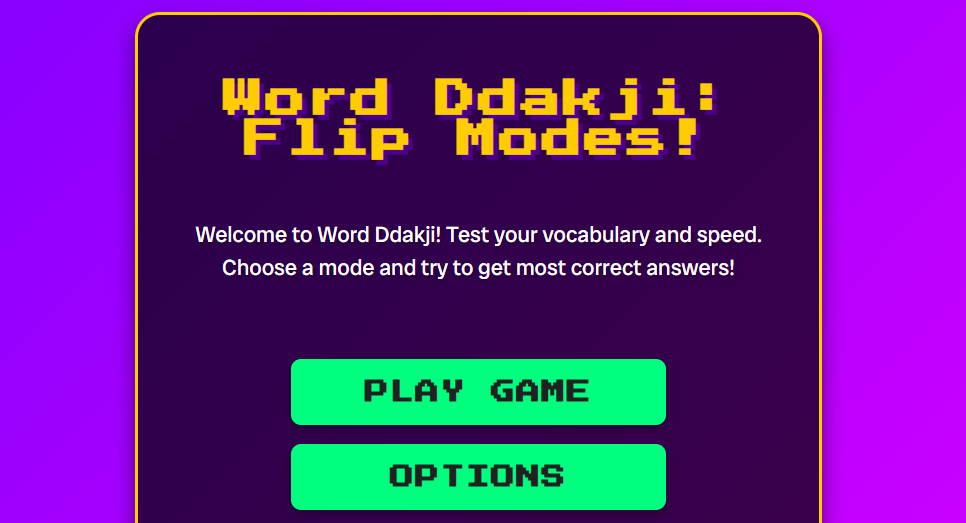 Word Ddakji:
Flip Modes!
Welcome to Word Ddakji! Test your vocabulary and speed.
Choose a mode and try to get most correct answers!
PLAY GAME
OPTIONS